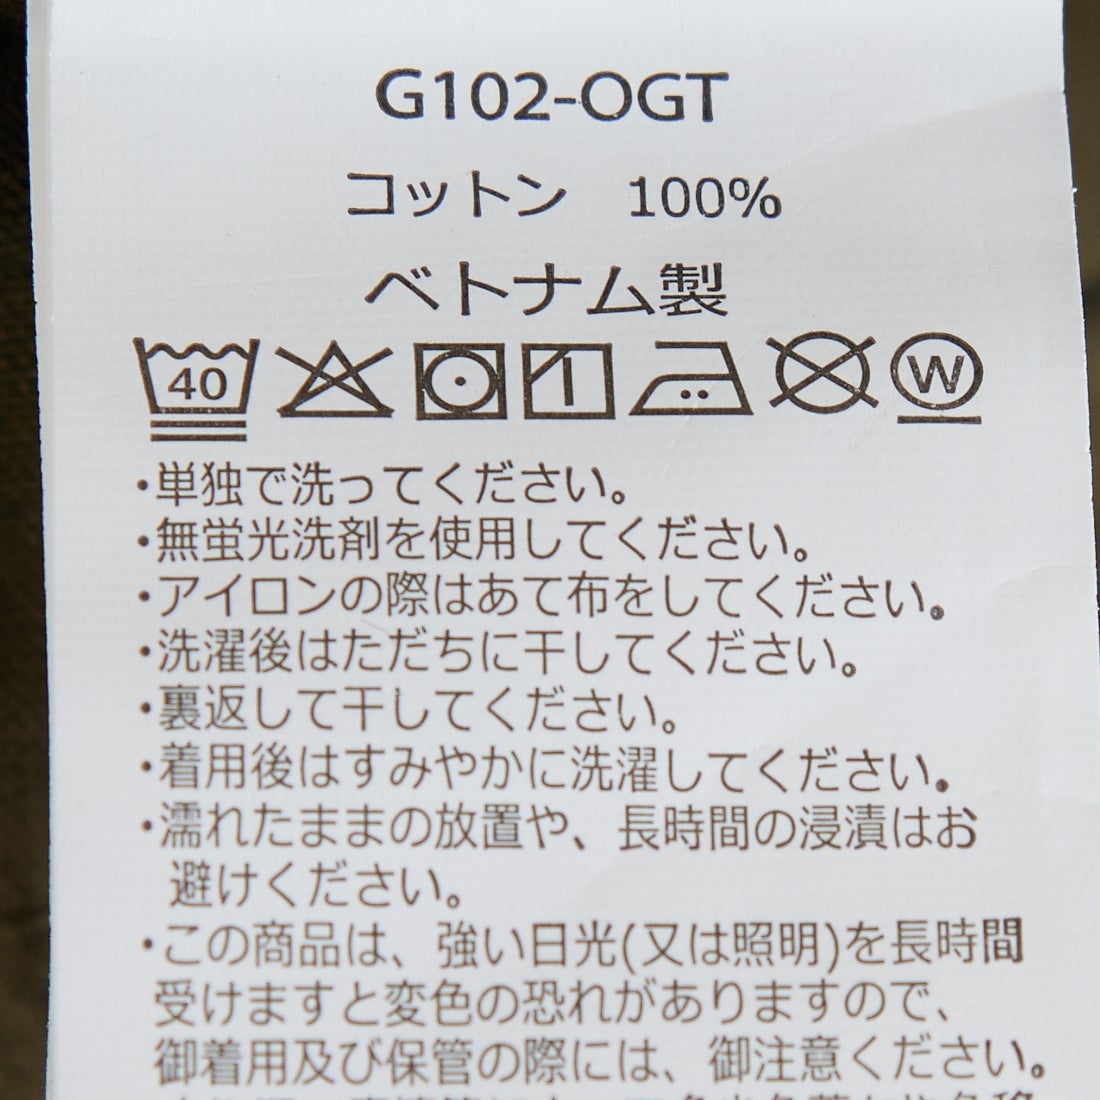 G102-OGT
コットン 100%
ベトナム製
40 W
・単独で洗ってください。
・無蛍光洗剤を使用してください。
・アイロンの際はあて布をしてください。
・洗濯後はただちに干してください。
・裏返して干してください。
・着用後はすみやかに洗濯してください。
・濡れたままの放置や、長時間の浸漬はお
避けください。
・この商品は、強い日光(又は照明)を長時間
受けますと変色の恐れがありますので、
御着用及び保管の際には、御注意ください。